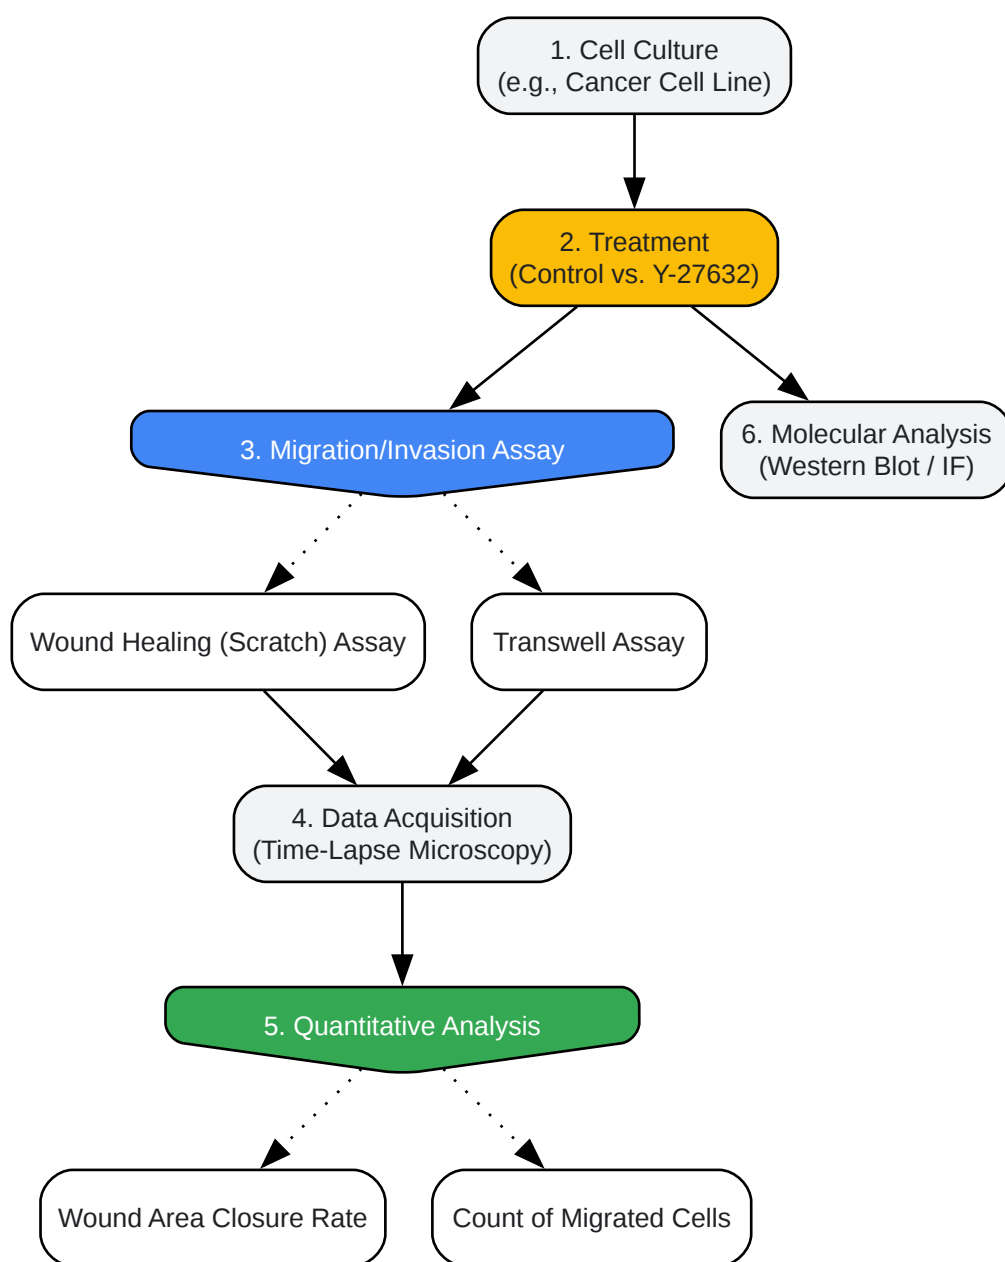 1. Cell Culture
(e.g., Cancer Cell Line)
2. Treatment
(Control vs. Y-27632)
3. Migration/Invasion Assay
6. Molecular Analysis
(Western Blot / IF)
Wound Healing (Scratch) Assay
Transwell Assay
4. Data Acquisition
(Time-Lapse Microscopy)
5. Quantitative Analysis
Wound Area Closure Rate
Count of Migrated Cells